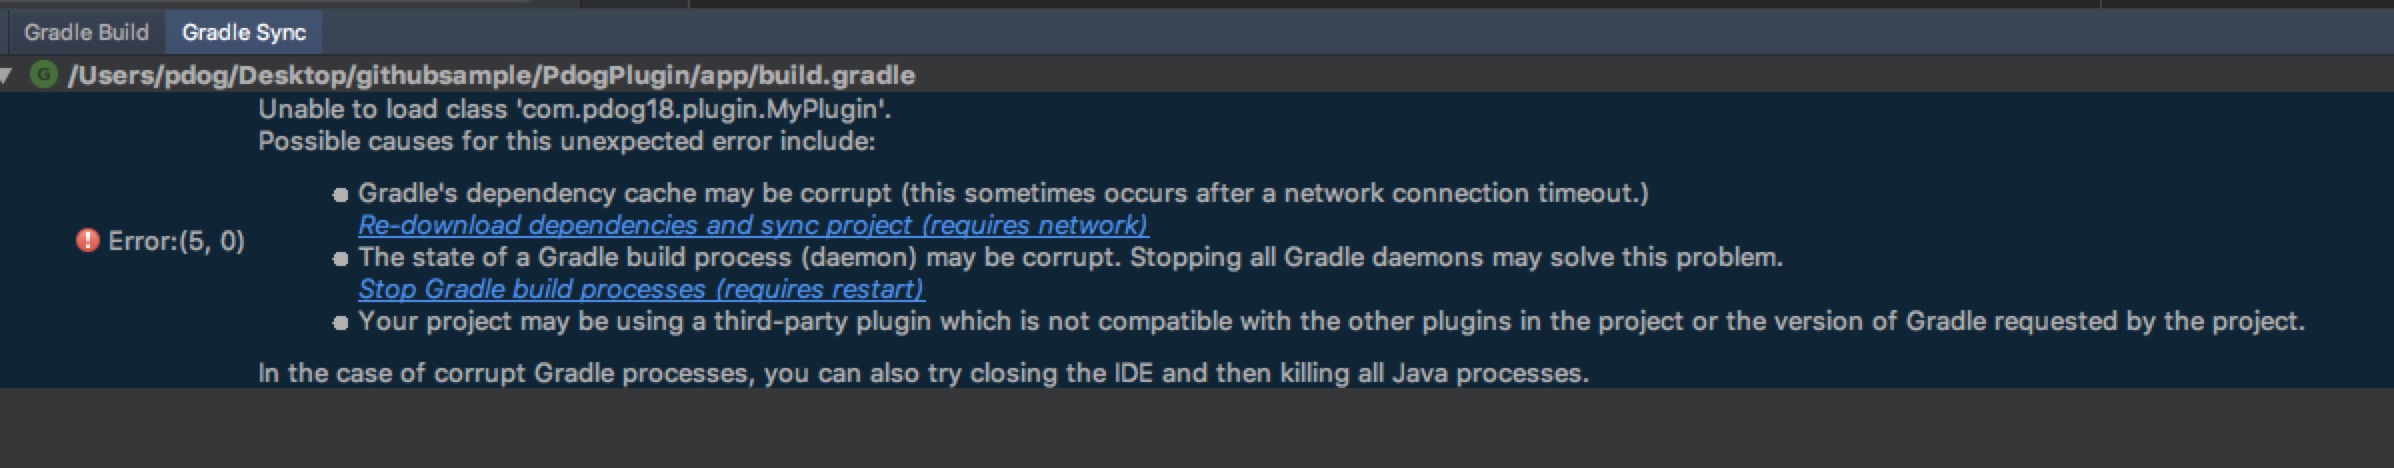 Gradle Build Gradle Sync
/Users/pdog/Desktop/githubsample/PdogPlugin/app/build.gradle
Unable to load class 'com.pdog18.plugin.MyPlugin'.
Possible causes for this unexpected error include:
Gradle's dependency cache may be corrupt (this sometimes occurs after a network connection timeout.)
Re-download dependencies and sync project (requires network)
Error:(5, 0)
The state of a Gradle build process (daemon) may be corrupt. Stopping all Gradle daemons may solve this problem.
Stop Gradle build processes (requires restart)
Your project may be using a third-party plugin which is not compatible with the other plugins in the project or the version of Gradle requested by the project.
In the case of corrupt Gradle processes, you can also try closing the IDE and then killing all Java processes.